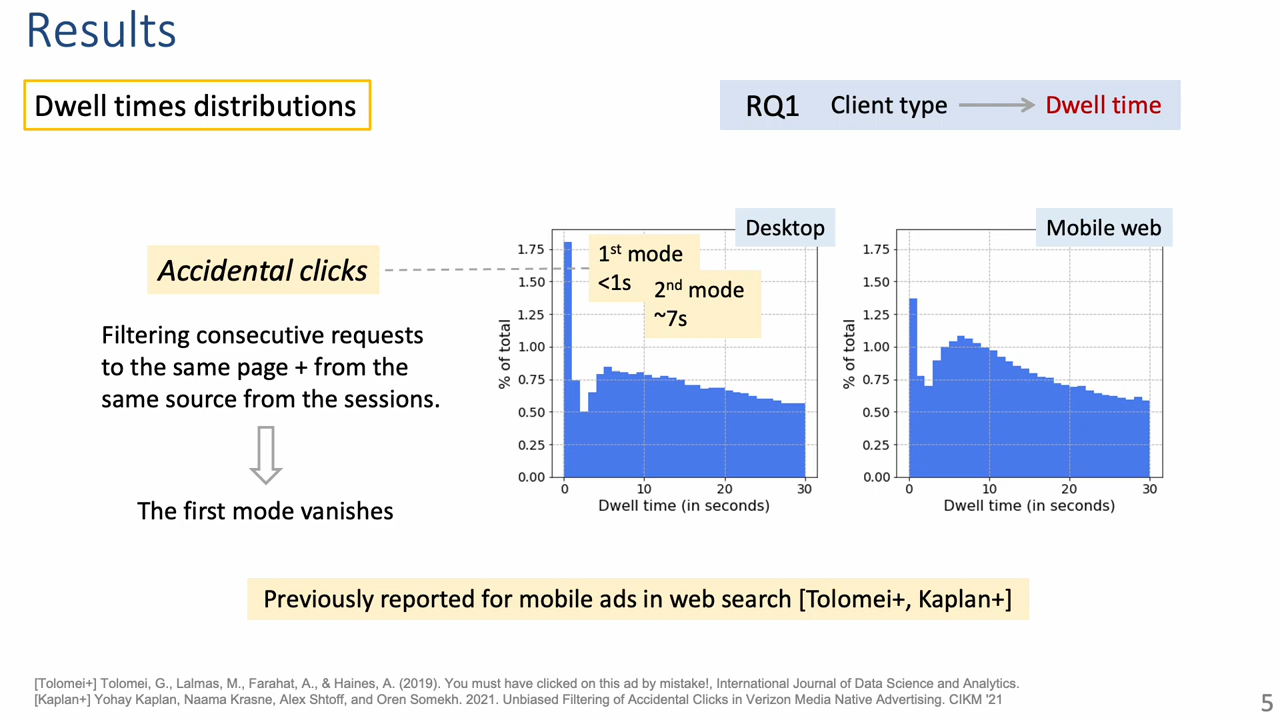 Results
Dwell times distributions
RQ1 Client type Dwell time
Accidental clicks
Filtering consecutive requests
to the same page + from the
same source from the sessions.
The first mode vanishes
Desktop
1st mode
<1s
2nd mode
~7s
% of total
1.75
1.50
1.25
1.00
0.75
0.50
0.25
0.00
0 10 20 30
Dwell time (in seconds)
Mobile web
% of total
1.75
1.50
1.25
1.00
0.75
0.50
0.25
0.00
0 10 20 30
Dwell time (in seconds)
Previously reported for mobile ads in web search [Tolomei+, Kaplan+]
[Tolomei+] Tolomei, G., Lalmas, M., Farahat, A., & Haines, A. (2019). You must have clicked on this ad by mistake!, International Journal of Data Science and Analytics.
[Kaplan+] Yohay Kaplan, Naama Krasne, Alex Shtoff, and Oren Somekh. 2021. Unbiased Filtering of Accidental Clicks in Verizon Media Native Advertising. CIKM '21
5